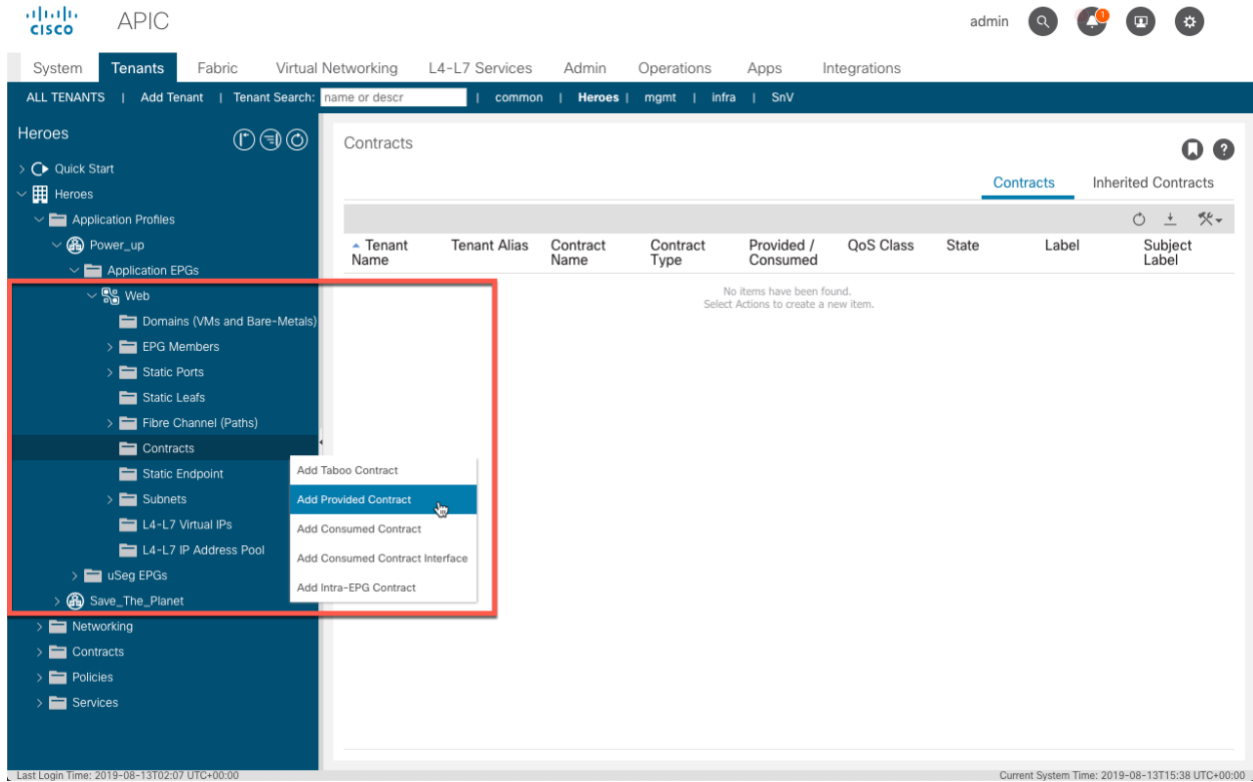 CISCO APIC admin 1
System Tenants Fabric Virtual Networking L4-L7 Services Admin Operations Apps Integrations
ALL TENANTS | Add Tenant | Tenant Search: name or descr | common | Heroes | mgmt | infra | SnV
Heroes
Quick Start
Heroes
Application Profiles
Power_up
Application EPGs
Web
Domains (VMs and Bare-Metals)
EPG Members
Static Ports
Static Leafs
Fibre Channel (Paths)
Contracts
Static Endpoint
Subnets
L4-L7 Virtual IPs
L4-L7 IP Address Pool
uSeg EPGs
Save_The_Planet
Networking
Contracts
Policies
Services
Add Taboo Contract
Add Provided Contract
Add Consumed Contract
Add Consumed Contract Interface
Add Intra-EPG Contract
Contracts
?
Contracts Inherited Contracts
Tenant Name Tenant Alias Contract Name Contract Type Provided / Consumed QoS Class State Label Subject Label
No items have been found.
Select Actions to create a new item.
Last Login Time: 2019-08-13T02:07 UTC+00:00 Current System Time: 2019-08-13T15:38 UTC+00:00